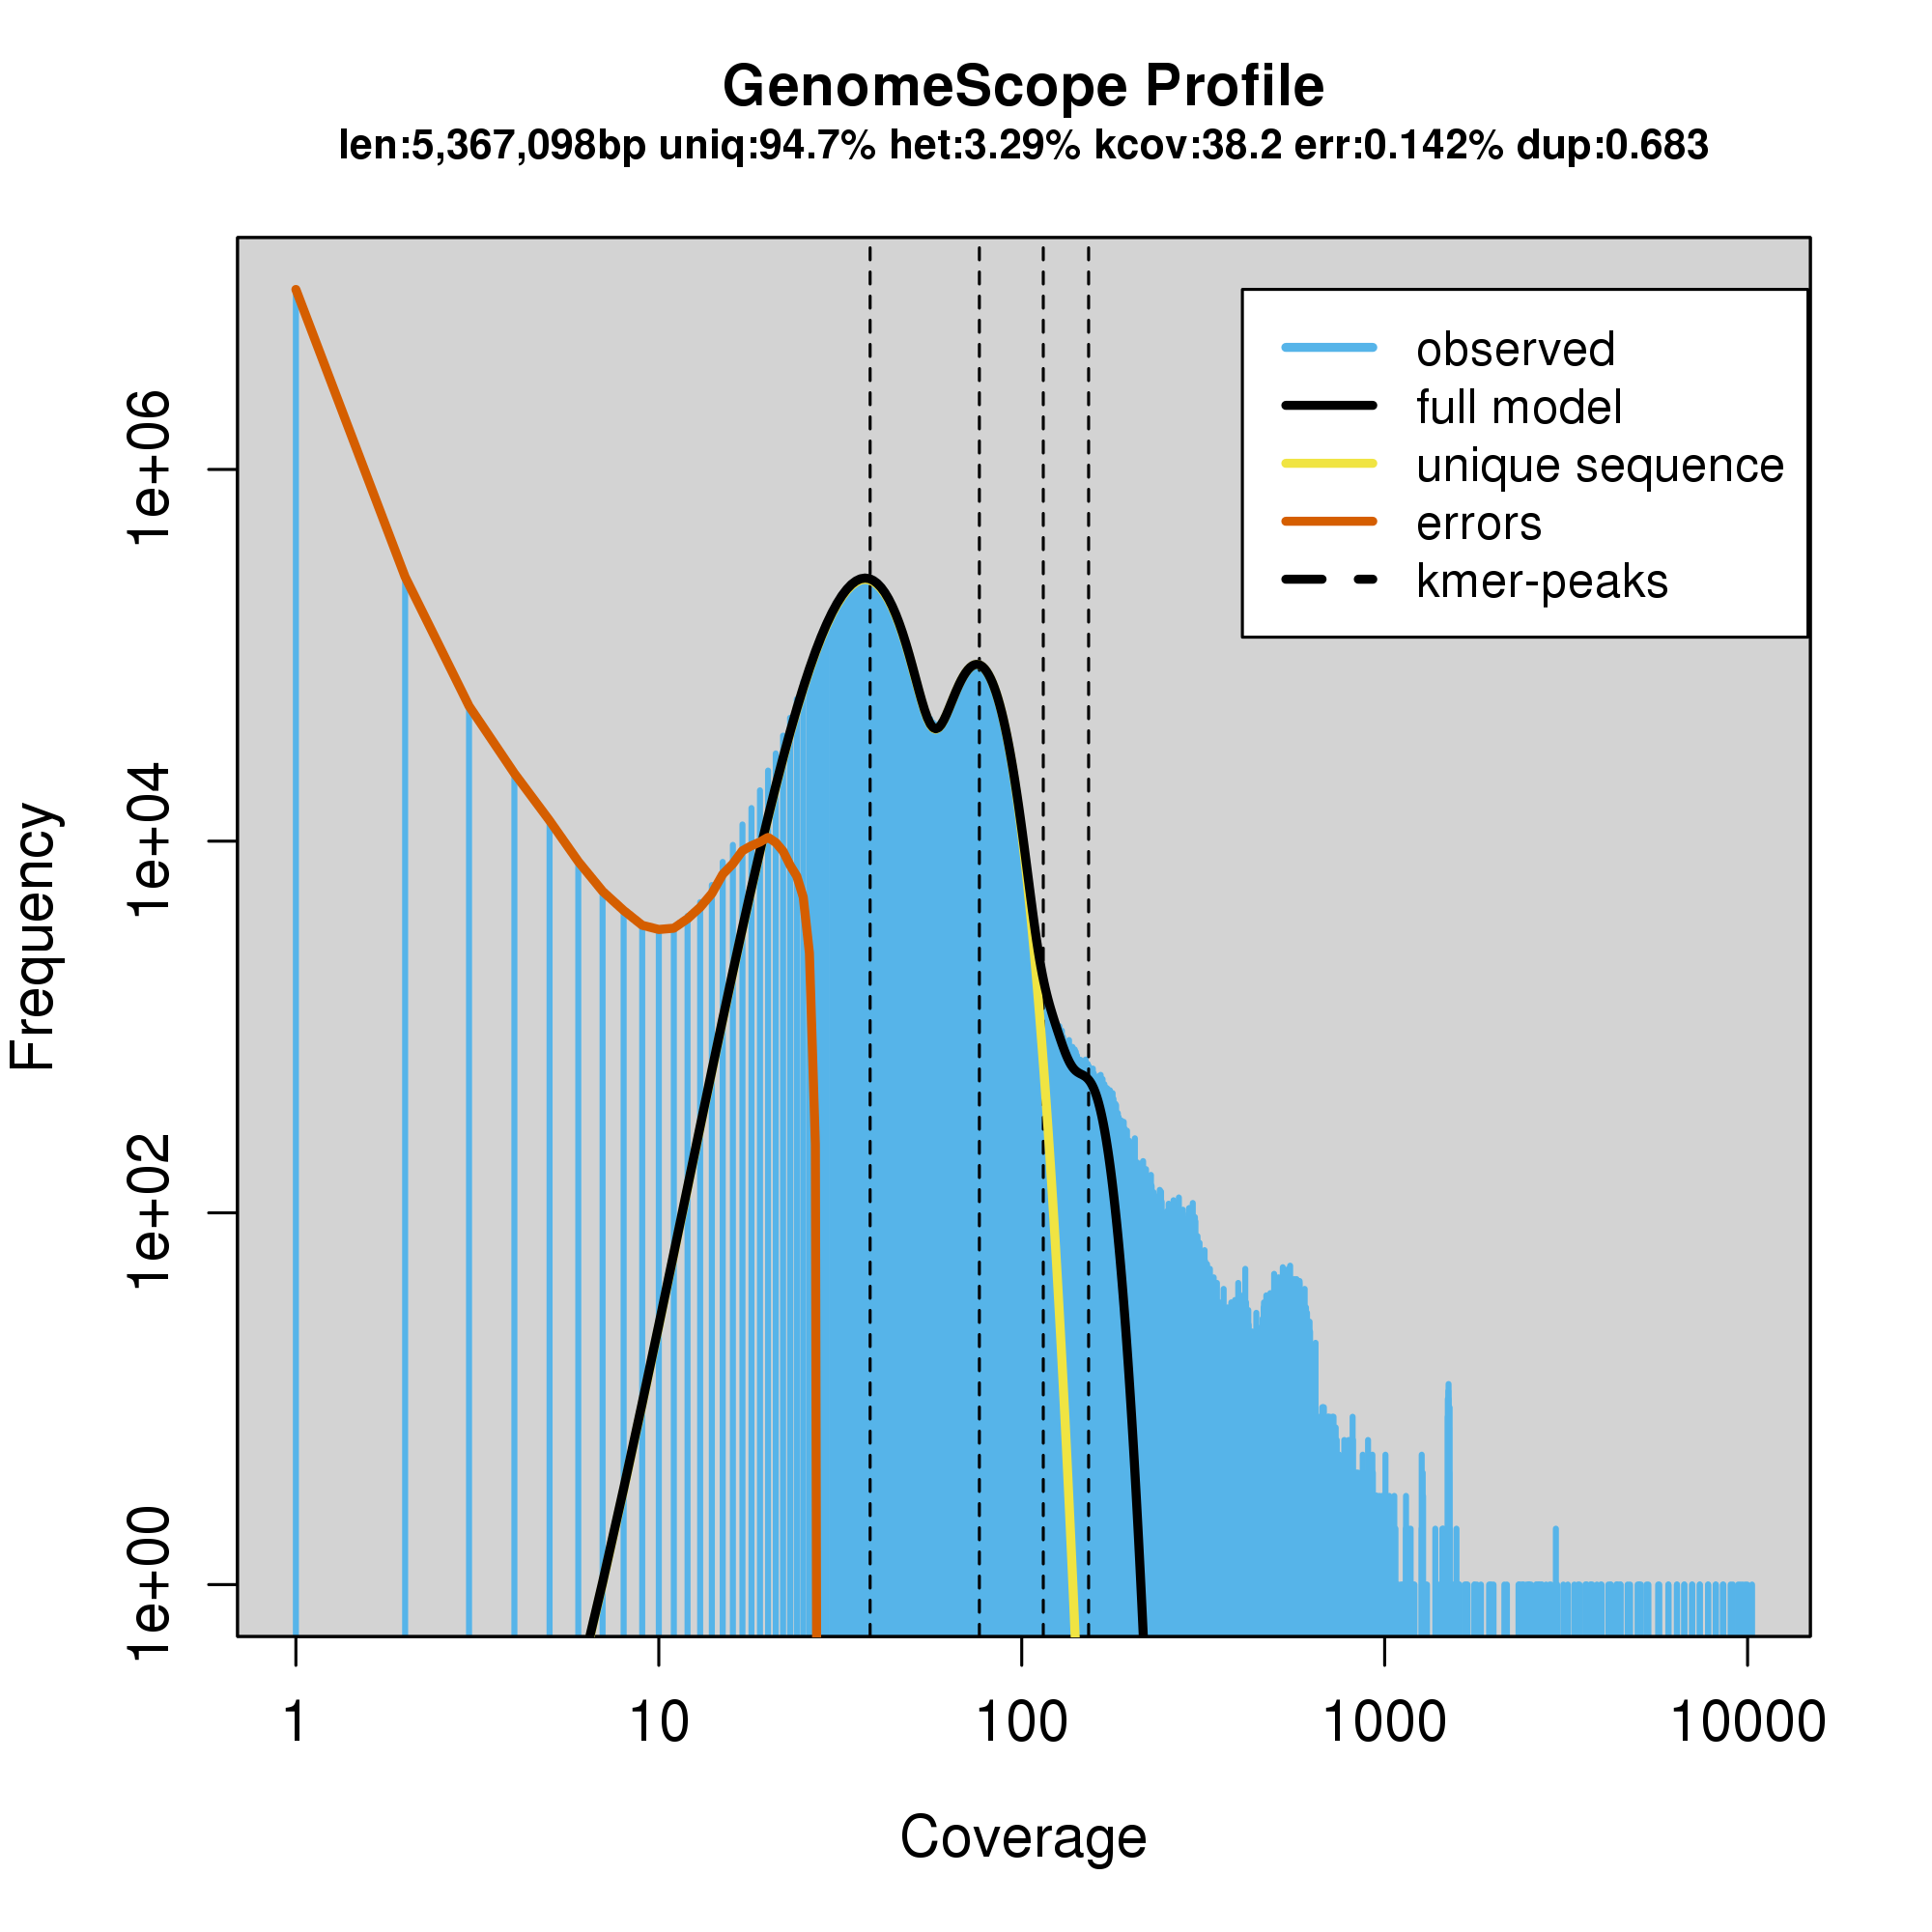 GenomeScope Profile
len:5,367,098bp uniq:94.7% het:3.29% kcov:38.2 err:0.142% dup:0.683
observed
full model
unique sequence
errors
kmer-peaks
Frequency
1e+06
1e+04
1e+02
1e+00
1 10 100 1000 10000
Coverage